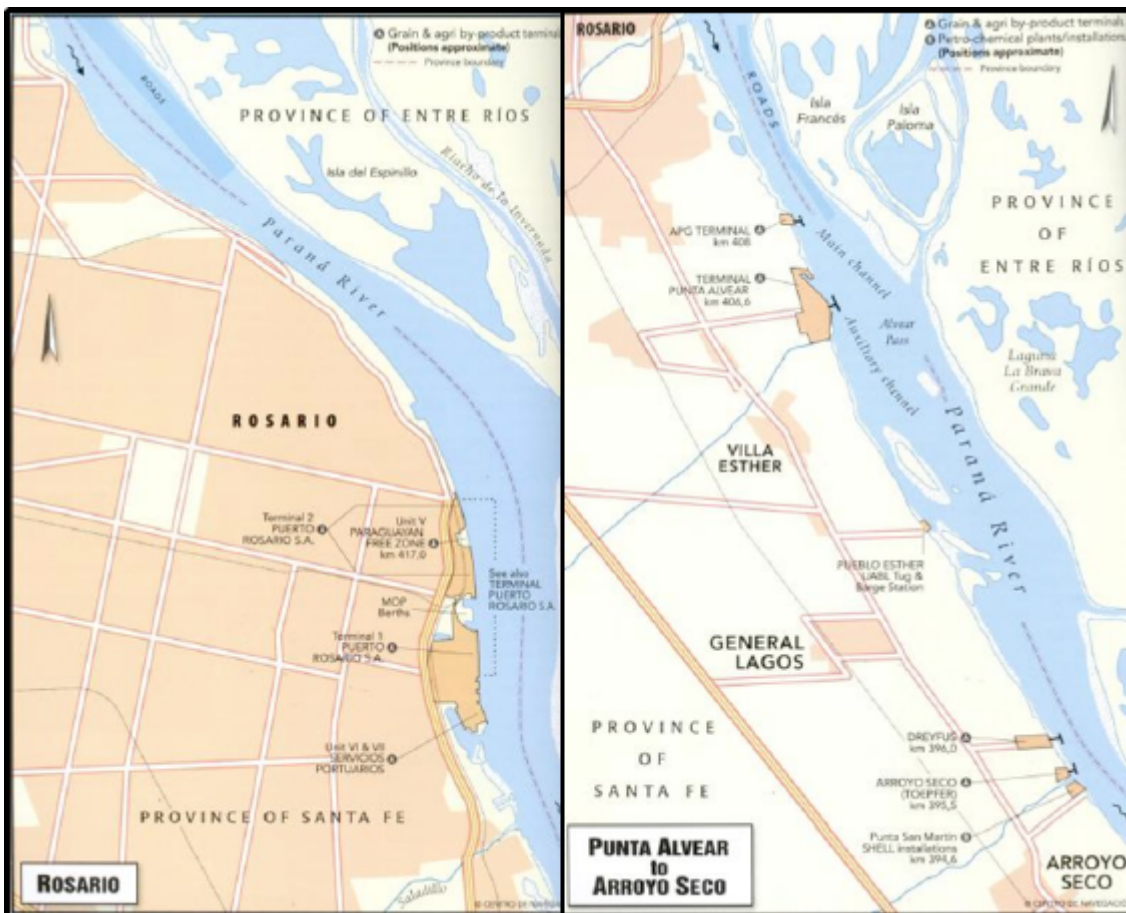 Grain & agri by-product terminals
(Positions approximate)
Province boundary
ROADS
PROVINCE OF ENTRE RÍOS
Isla del Espinillo
Riacho de la Invernada
Paraná River
ROSARIO
Terminal 2
PUERTO
ROSARIO S.A.
Unit V
PARAGUAYAN
FREE ZONE
km 417,0
See also
TERMINAL
PUERTO
ROSARIO S.A.
MOP
Berths
Terminal 1
PUERTO
ROSARIO S.A.
Unit VI & VII
SERVICIOS
PORTUARIOS
PROVINCE OF SANTA FE
ROSARIO
Saladillo
© CENTRO DE
ROSARIO
A Grain & agri by-product terminals
B Petro-chemical plants/installations
(Positions approximate)
Province boundary
ROADS
Isla
Francés
Isla
Paloma
PROVINCE
OF
ENTRE RÍOS
APG TERMINAL A
km 408
Main channel
TERMINAL A
PUNTA ALVEAR
km 406,6
Auxiliary channel
Alvear
Pass
Laguna
La Brava
Grande
Paraná River
VILLA
ESTHER
PUEBLO ESTHER
UABL Tug &
Barge Station
GENERAL
LAGOS
DREYFUS A
km 396,0
PROVINCE
OF
SANTA FE
ARROYO SECO A
(TOEPFER)
km 395,5
Punta San Martín B
SHELL installations
km 394,6
PUNTA ALVEAR
to
ARROYO SECO
ARROYO
SECO
© CENTRO DE NAVEGACIÓ